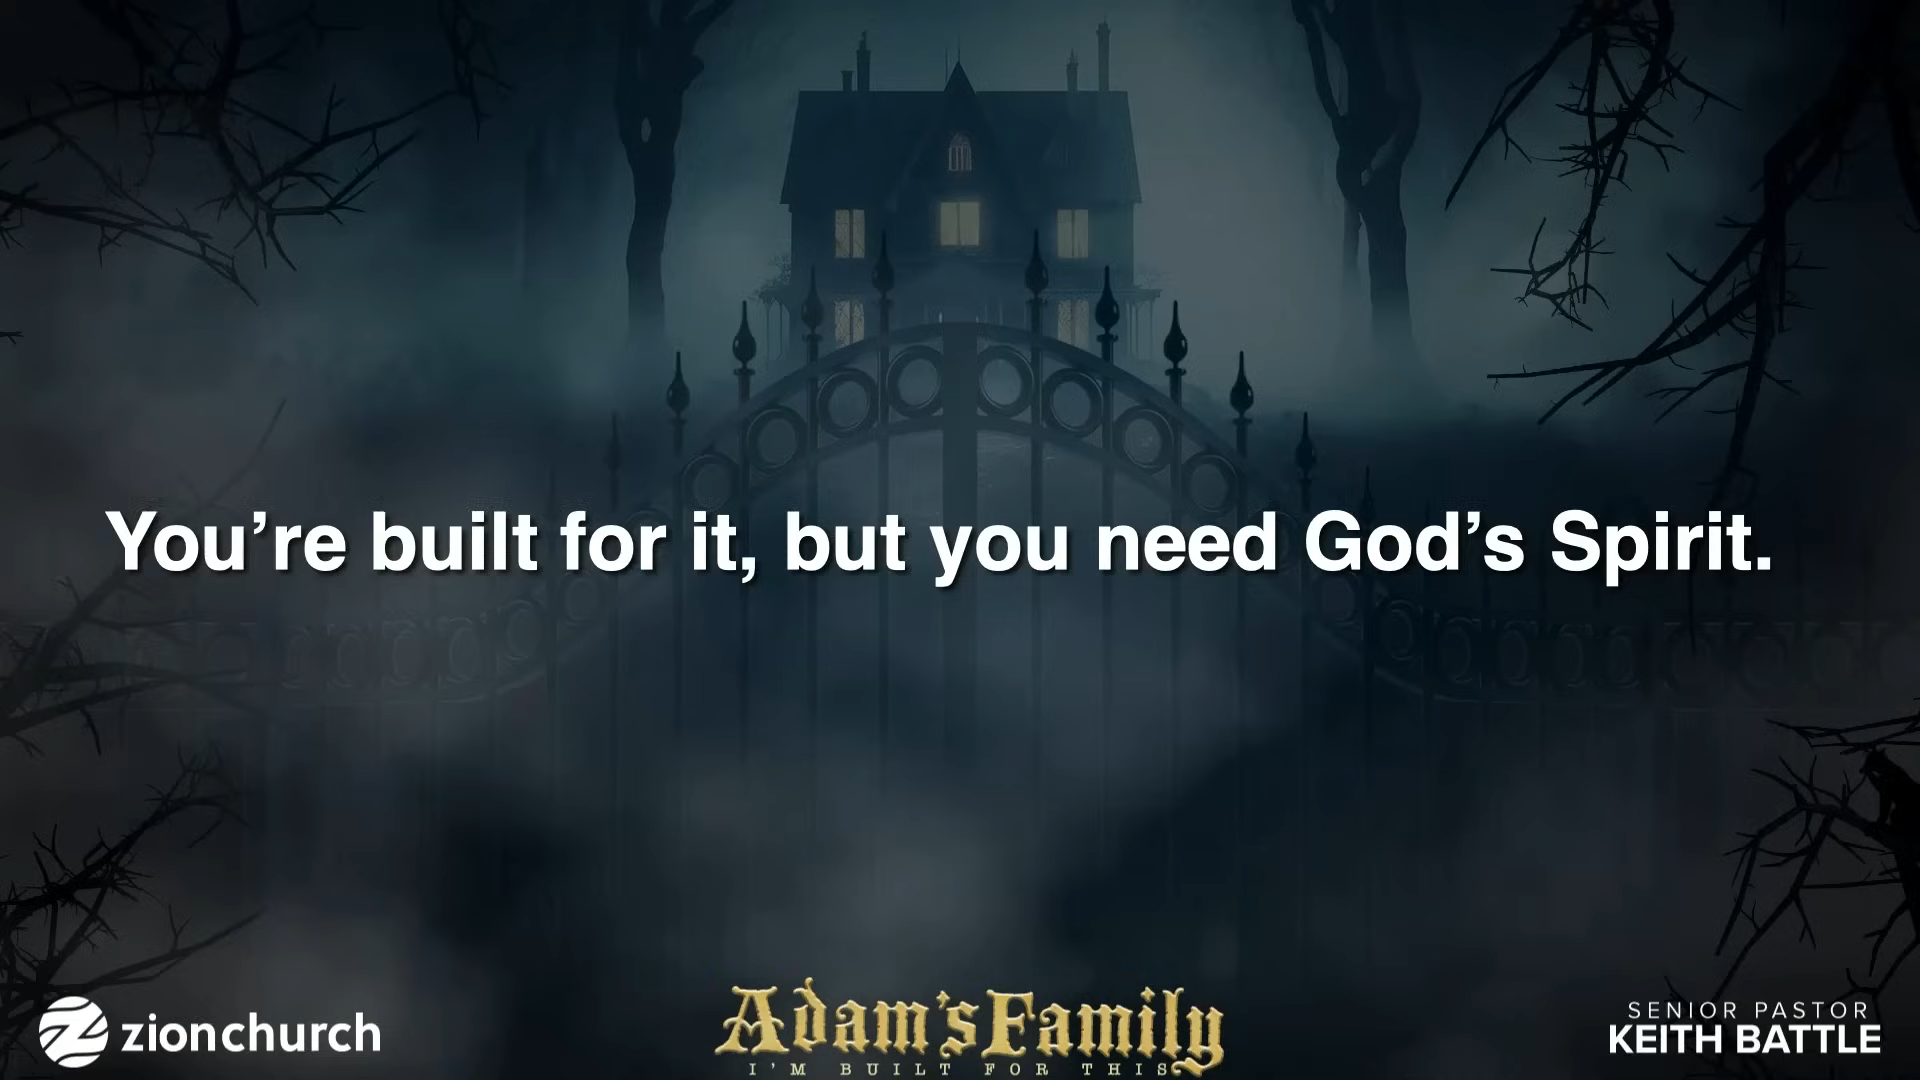 You’re built for it, but you need God’s Spirit.
zionchurch
Adam's Family
I'M BUILT FOR THIS
SENIOR PASTOR
KEITH BATTLE